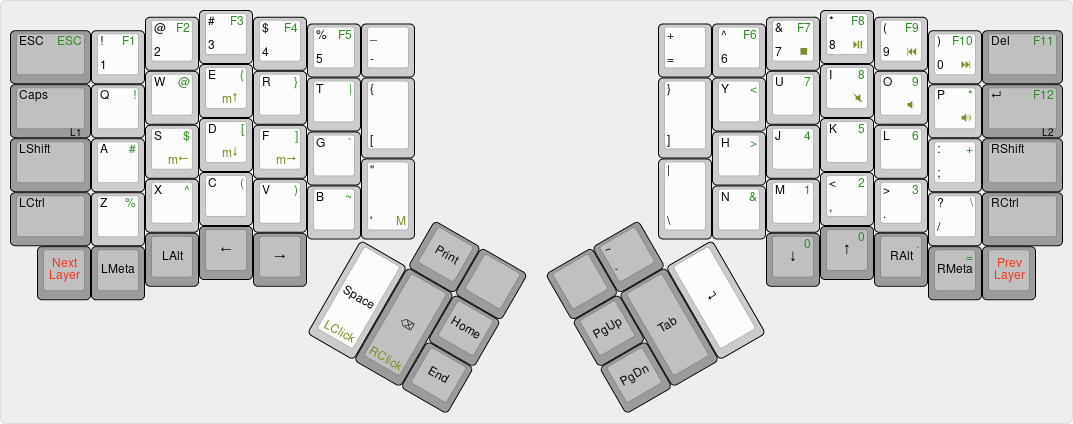 ESC ESC
! F1
1
@ F2
2
# F3
3
$ F4
4
% F5
5
_
-
+
=
^ F6
6
& F7
7 ■
* F8
8 ⏯
( F9
9 ⏮
) F10
0 ⏭
Del F11
Caps
L1
Q !
W @
E {
m↑
R }
T |
{
[
}
]
Y <
U 7
I 8
🔇
O 9
🔉
P *
🔊
↵ F12
L2
LShift
A #
S $
m←
D [
m↓
F ]
m→
G `
"
' M
|
\
H >
J 4
K 5
L 6
: +
;
RShift
LCtrl
Z %
X ^
C (
V )
B ~
N &
M 1
< 2
,
> 3
.
? \
/
RCtrl
Next
Layer
LMeta
LAlt
←
→
↓ 0
↑ 0
RAlt .
RMeta =
Prev
Layer
Print
Space
LClick
⌫
RClick
Home
End
~
`
PgUp
Tab
↵
PgDn